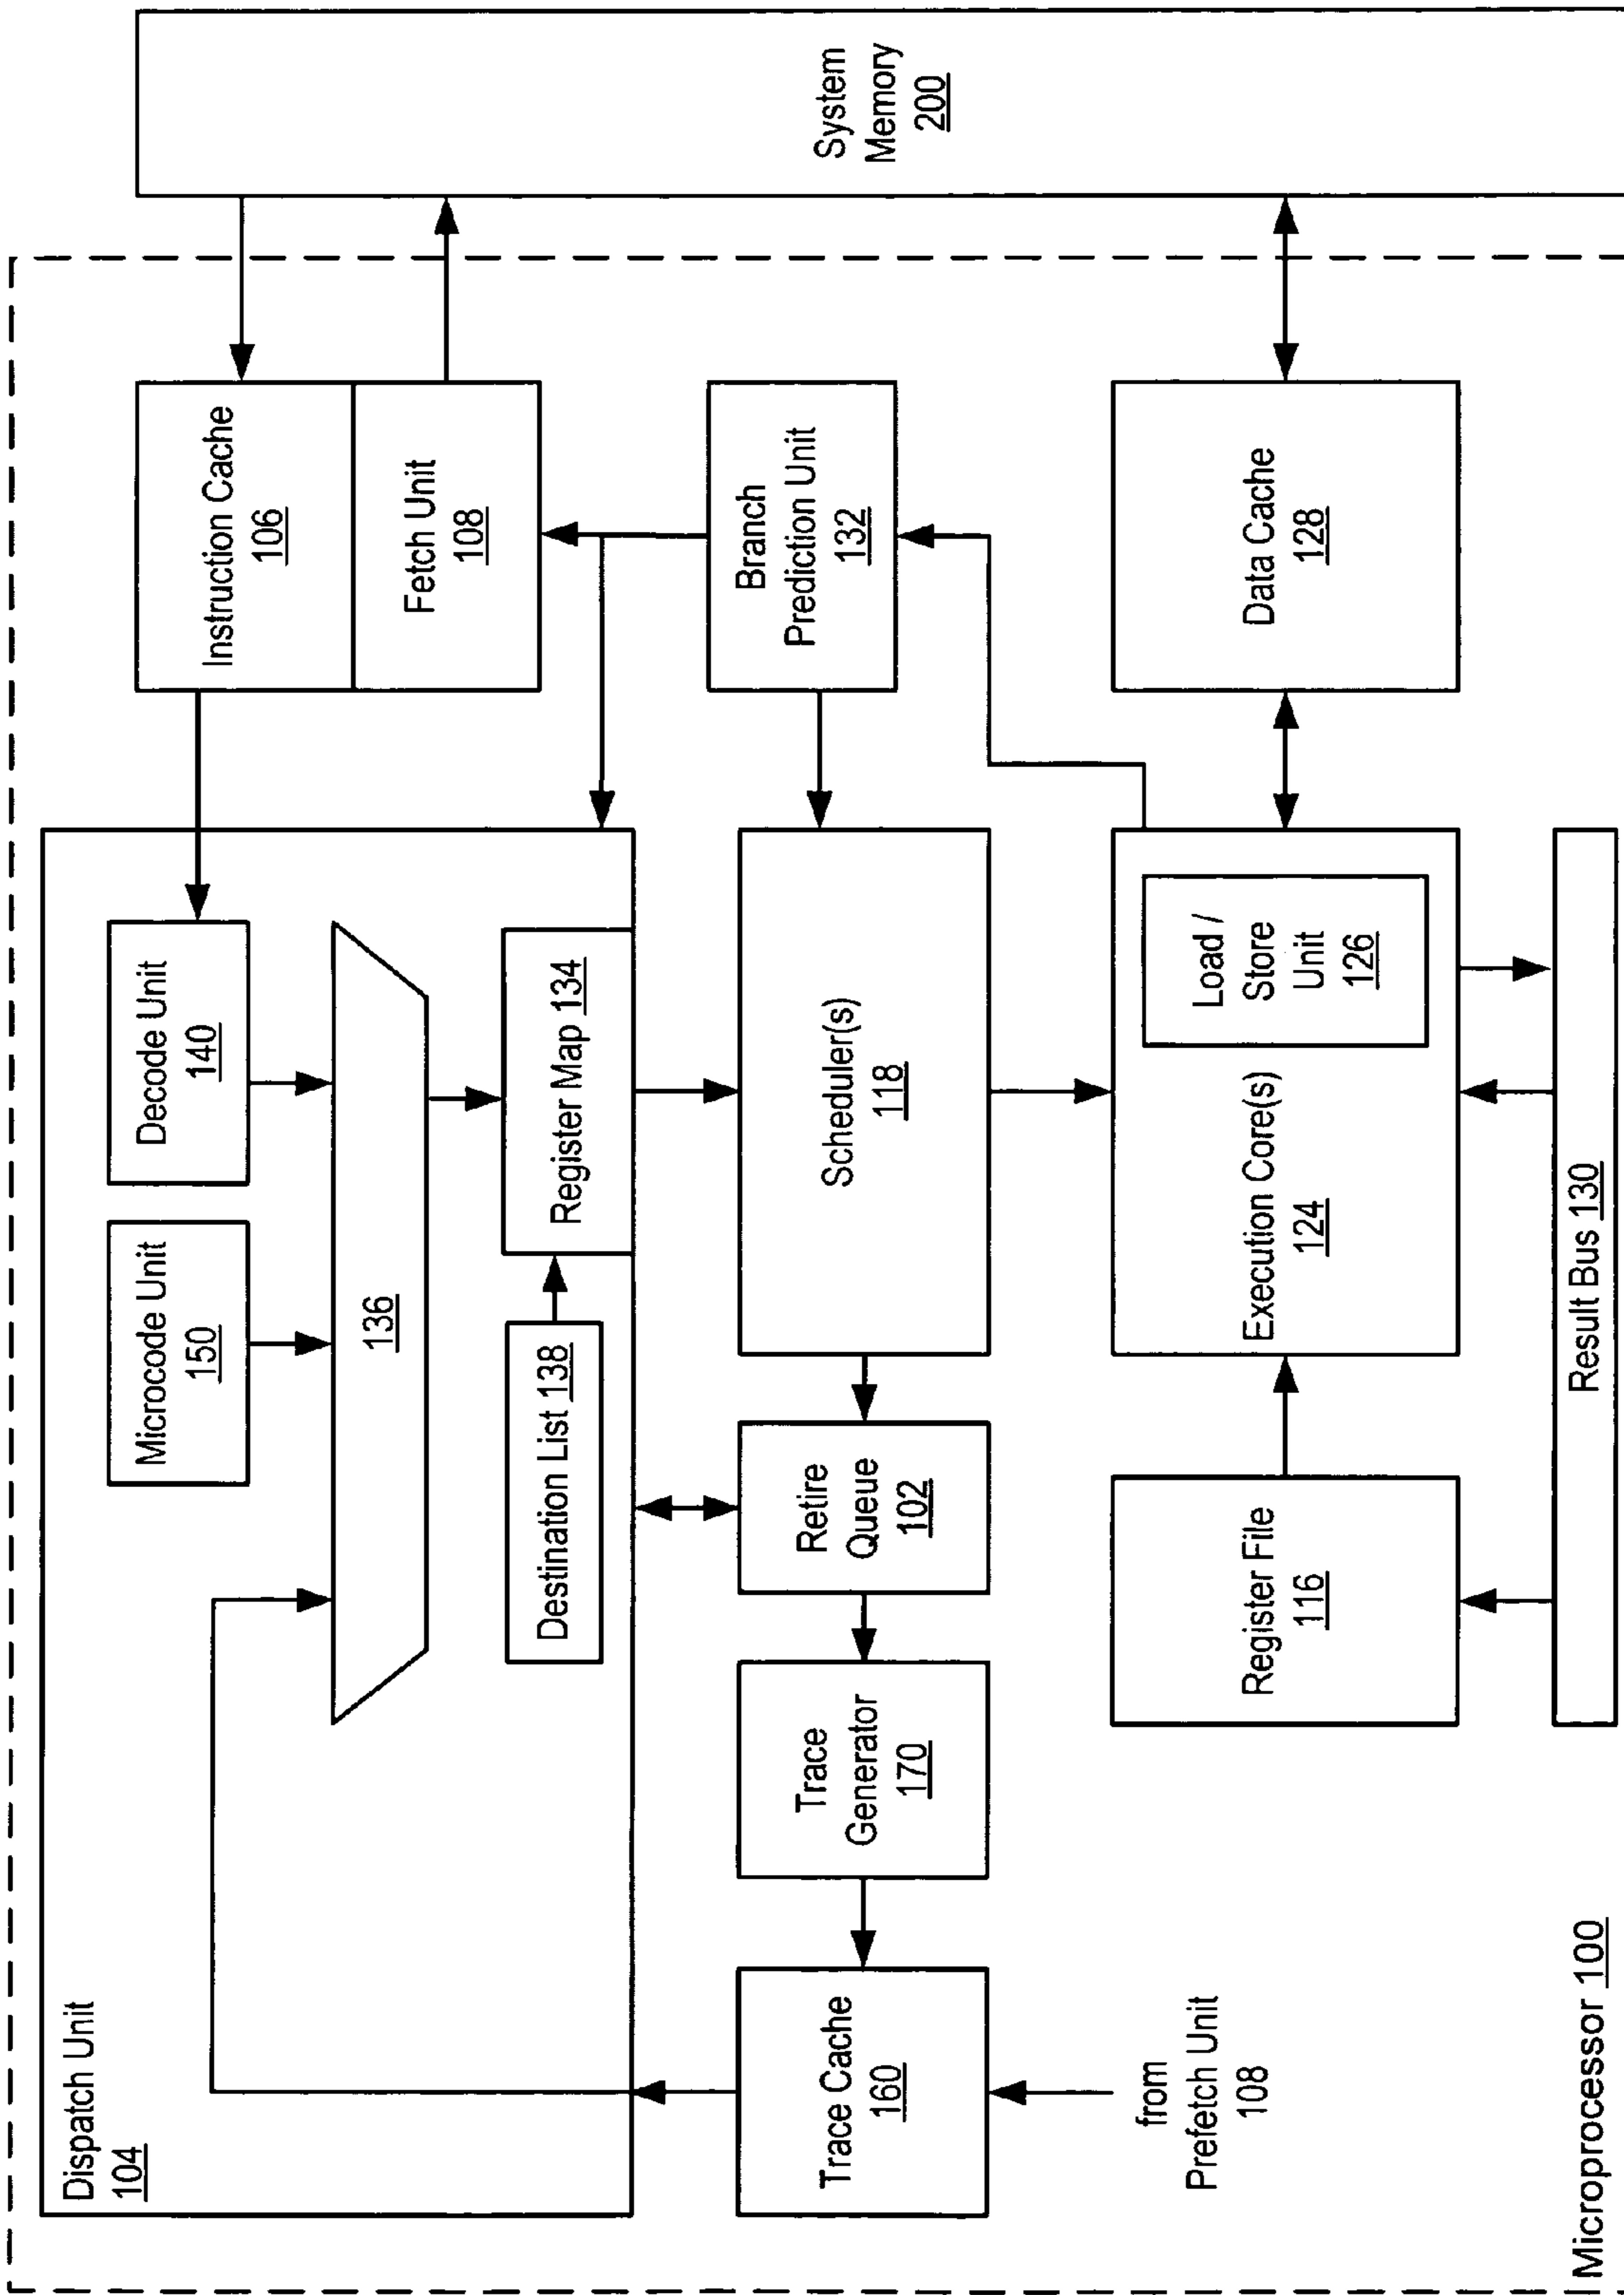 Dispatch Unit
104
Microcode Unit
150
Decode Unit
140
Instruction Cache
106
136
Fetch Unit
108
Destination List 138
Register Map 134
Trace Cache
160
Trace
Generator
170
Retire
Queue
102
Scheduler(s)
118
Branch
Prediction Unit
132
System
Memory
200
from
Prefetch Unit
108
Register File
116
Execution Core(s)
124
Load /
Store
Unit
126
Data Cache
128
Result Bus 130
Microprocessor 100